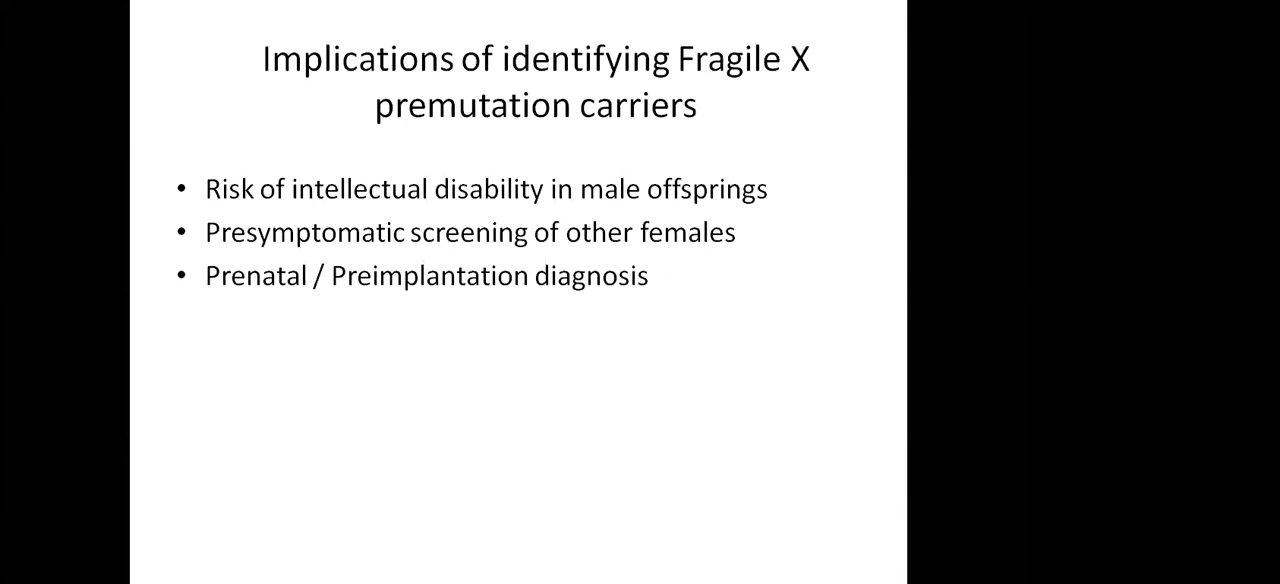 Implications of identifying Fragile X
premutation carriers
• Risk of intellectual disability in male offsprings
• Presymptomatic screening of other females
• Prenatal / Preimplantation diagnosis